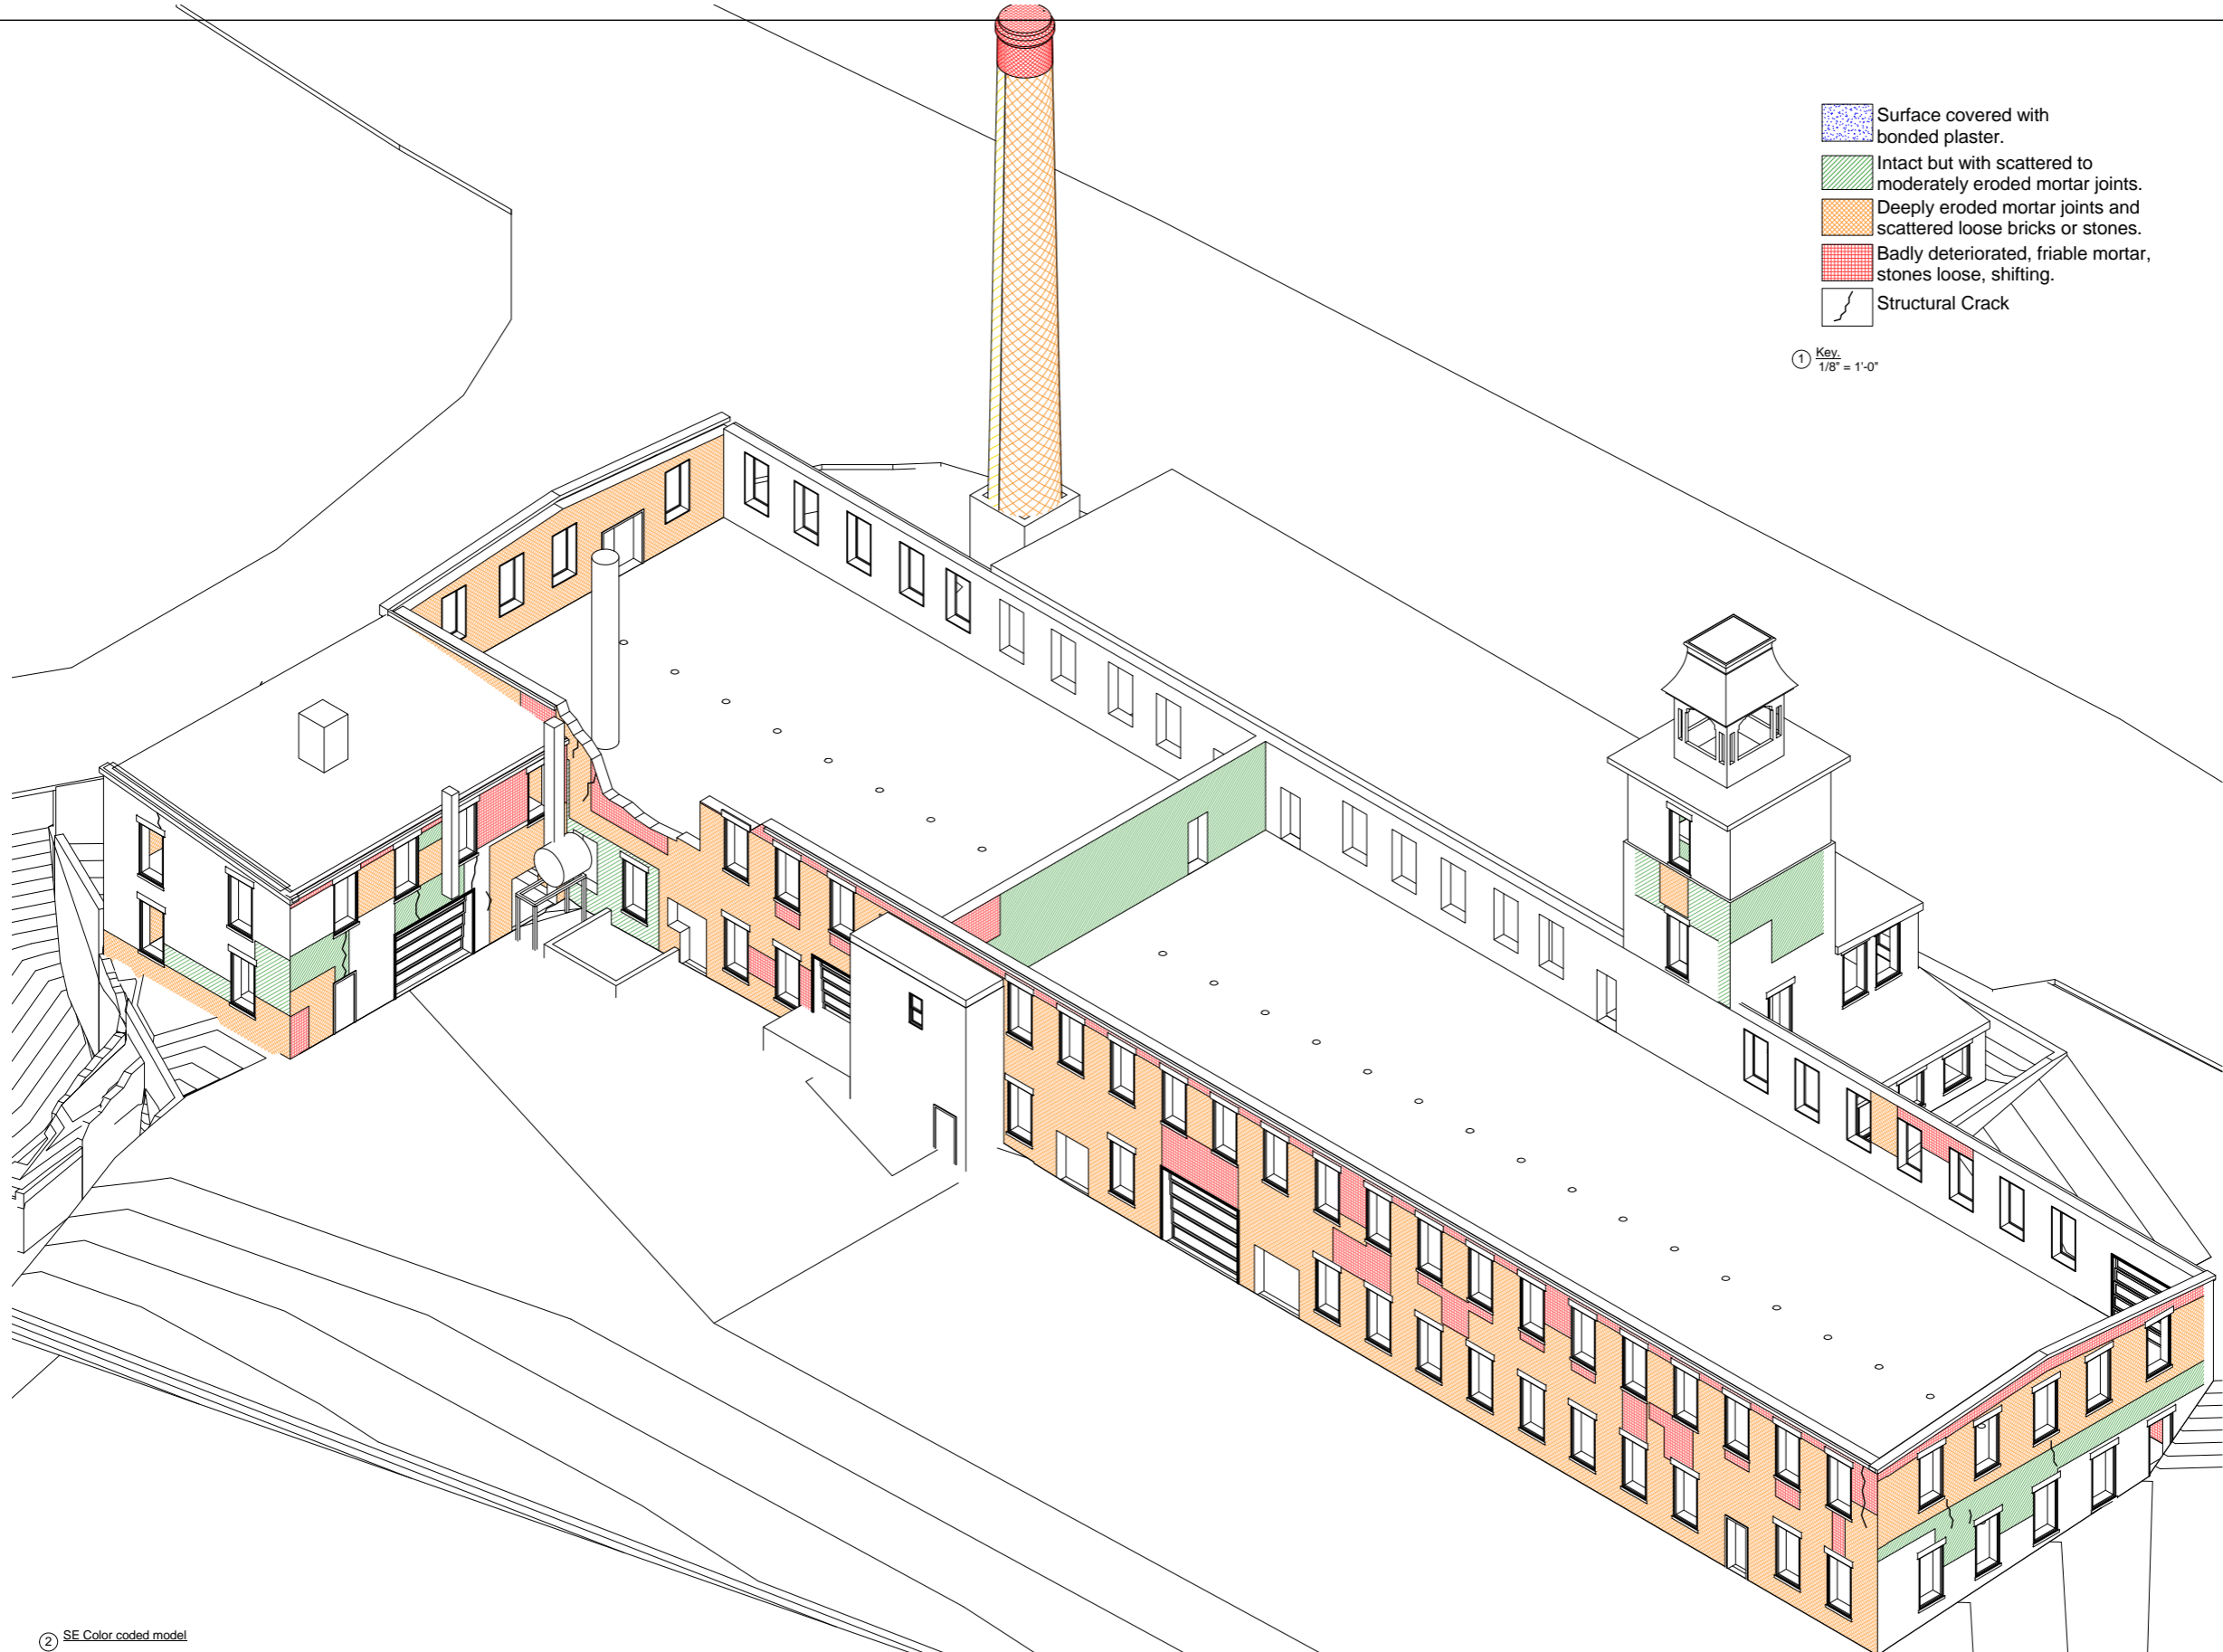 Surface covered with
bonded plaster.
Intact but with scattered to
moderately eroded mortar joints.
Deeply eroded mortar joints and
scattered loose bricks or stones.
Badly deteriorated, friable mortar,
stones loose, shifting.
Structural Crack
1 Key.
1/8" = 1'-0"
2 SE Color coded model